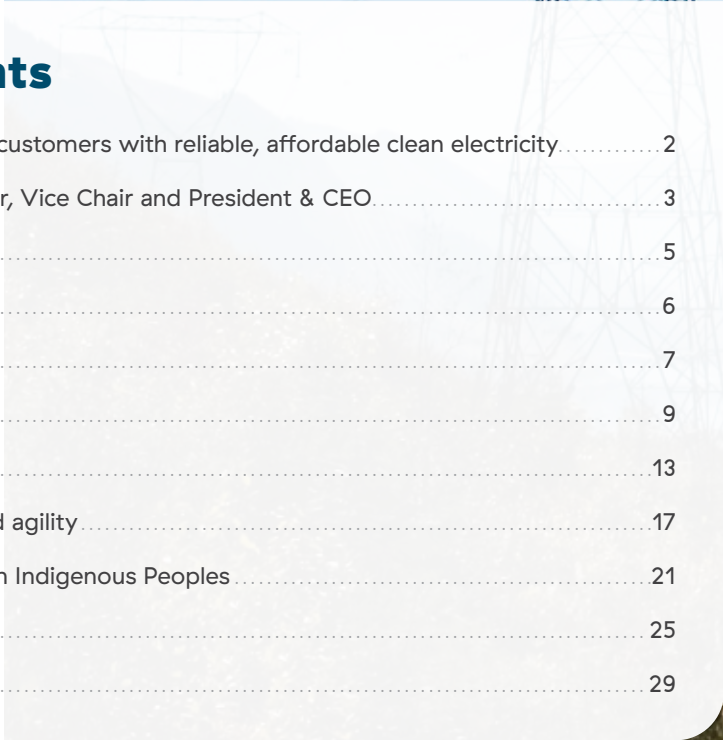 nts
customers with reliable, affordable clean electricity 2
r, Vice Chair and President & CEO 3
5
6
7
9
13
d agility 17
n Indigenous Peoples 21
25
29